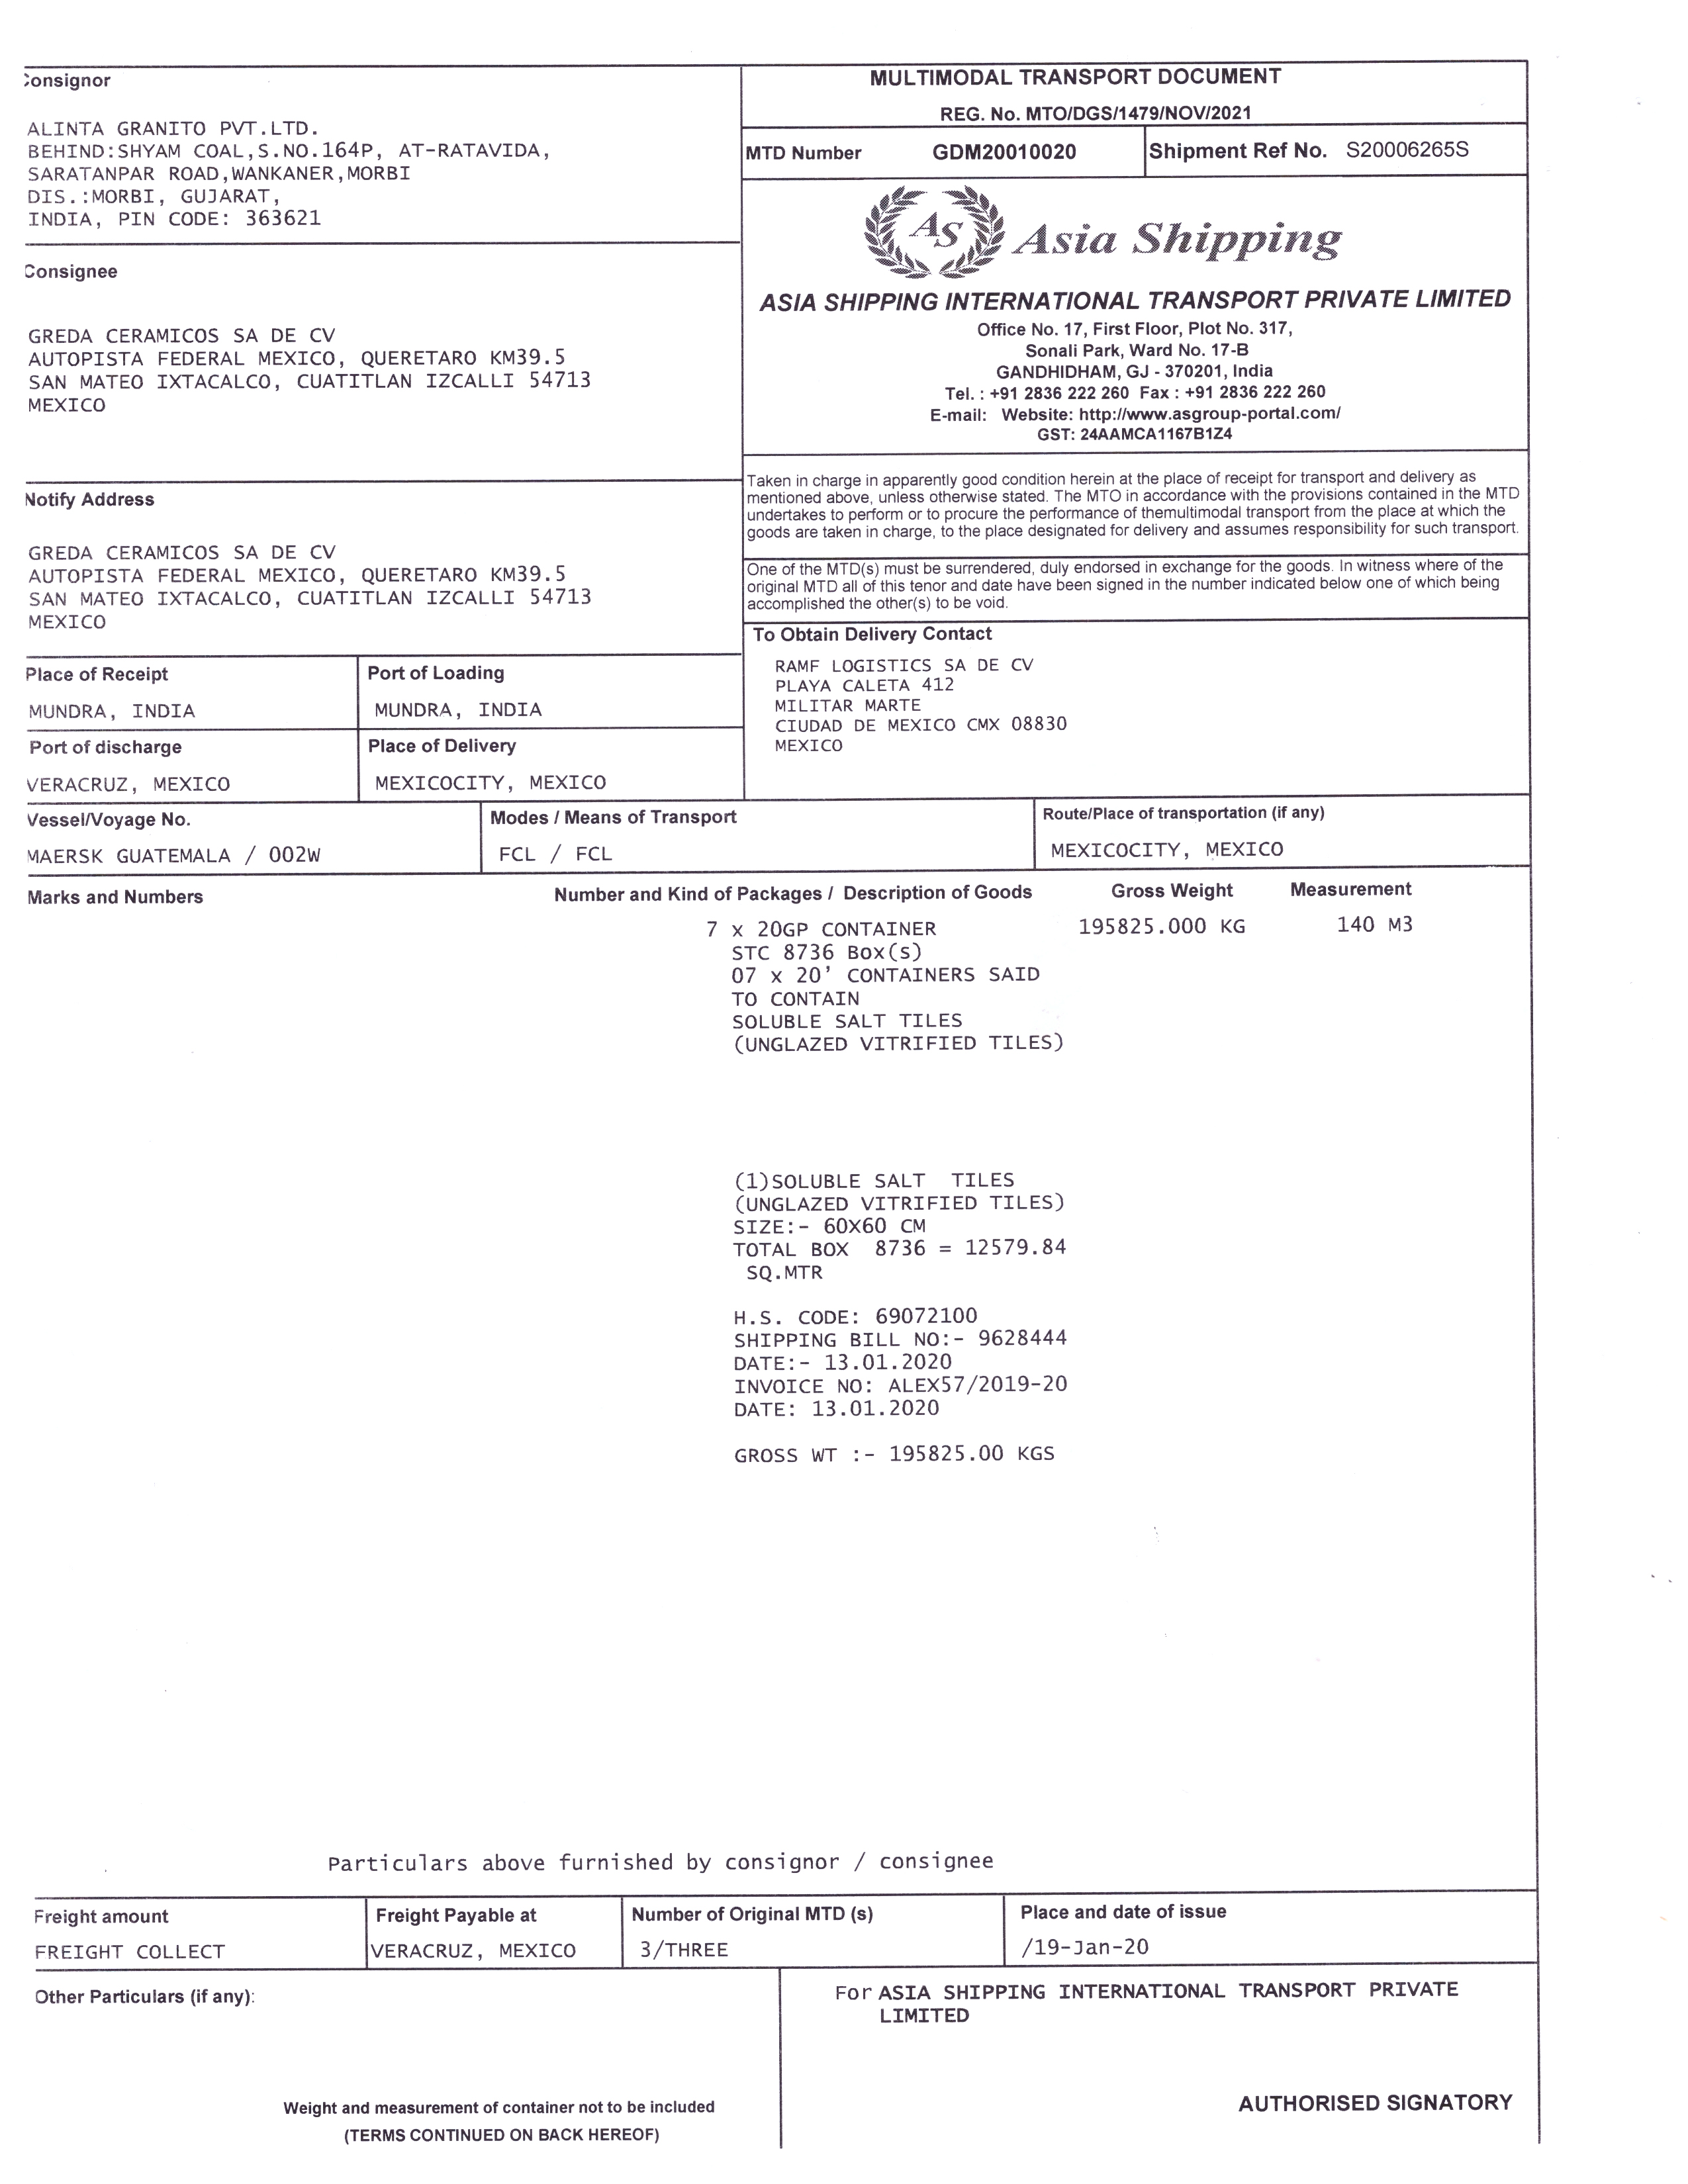 Consignor
ALINTA GRANITO PVT.LTD.
BEHIND:SHYAM COAL,S.NO.164P, AT-RATAVIDA,
SARATANPAR ROAD,WANKANER,MORBI
DIS.:MORBI, GUJARAT,
INDIA, PIN CODE: 363621
MULTIMODAL TRANSPORT DOCUMENT
REG. No. MTO/DGS/1479/NOV/2021
MTD Number GDM20010020 Shipment Ref No. S20006265S
AS Asia Shipping
ASIA SHIPPING INTERNATIONAL TRANSPORT PRIVATE LIMITED
Office No. 17, First Floor, Plot No. 317,
Sonali Park, Ward No. 17-B
GANDHIDHAM, GJ - 370201, India
Tel. : +91 2836 222 260 Fax : +91 2836 222 260
E-mail: Website: http://www.asgroup-portal.com/
GST: 24AAMCA1167B1Z4
Consignee
GREDA CERAMICOS SA DE CV
AUTOPISTA FEDERAL MEXICO, QUERETARO KM39.5
SAN MATEO IXTACALCO, CUATITLAN IZCALLI 54713
MEXICO
Taken in charge in apparently good condition herein at the place of receipt for transport and delivery as
mentioned above, unless otherwise stated. The MTO in accordance with the provisions contained in the MTD
undertakes to perform or to procure the performance of themultimodal transport from the place at which the
goods are taken in charge, to the place designated for delivery and assumes responsibility for such transport.
One of the MTD(s) must be surrendered, duly endorsed in exchange for the goods. In witness where of the
original MTD all of this tenor and date have been signed in the number indicated below one of which being
accomplished the other(s) to be void.
Notify Address
GREDA CERAMICOS SA DE CV
AUTOPISTA FEDERAL MEXICO, QUERETARO KM39.5
SAN MATEO IXTACALCO, CUATITLAN IZCALLI 54713
MEXICO
To Obtain Delivery Contact
RAMF LOGISTICS SA DE CV
PLAYA CALETA 412
MILITAR MARTE
CIUDAD DE MEXICO CMX 08830
MEXICO
Place of Receipt Port of Loading
MUNDRA, INDIA MUNDRA, INDIA
Port of discharge Place of Delivery
VERACRUZ, MEXICO MEXICOCITY, MEXICO
Vessel/Voyage No. Modes / Means of Transport Route/Place of transportation (if any)
MAERSK GUATEMALA / 002W FCL / FCL MEXICOCITY, MEXICO
Marks and Numbers Number and Kind of Packages / Description of Goods Gross Weight Measurement
7 x 20GP CONTAINER 195825.000 KG 140 M3
STC 8736 Box(s)
07 x 20' CONTAINERS SAID
TO CONTAIN
SOLUBLE SALT TILES
(UNGLAZED VITRIFIED TILES)
(1)SOLUBLE SALT TILES
(UNGLAZED VITRIFIED TILES)
SIZE:- 60X60 CM
TOTAL BOX 8736 = 12579.84
SQ.MTR
H.S. CODE: 69072100
SHIPPING BILL NO:- 9628444
DATE:- 13.01.2020
INVOICE NO: ALEX57/2019-20
DATE: 13.01.2020
GROSS WT :- 195825.00 KGS
Particulars above furnished by consignor / consignee
Freight amount Freight Payable at Number of Original MTD (s) Place and date of issue
FREIGHT COLLECT VERACRUZ, MEXICO 3/THREE /19-Jan-20
Other Particulars (if any):
For ASIA SHIPPING INTERNATIONAL TRANSPORT PRIVATE
LIMITED
Weight and measurement of container not to be included
(TERMS CONTINUED ON BACK HEREOF)
AUTHORISED SIGNATORY